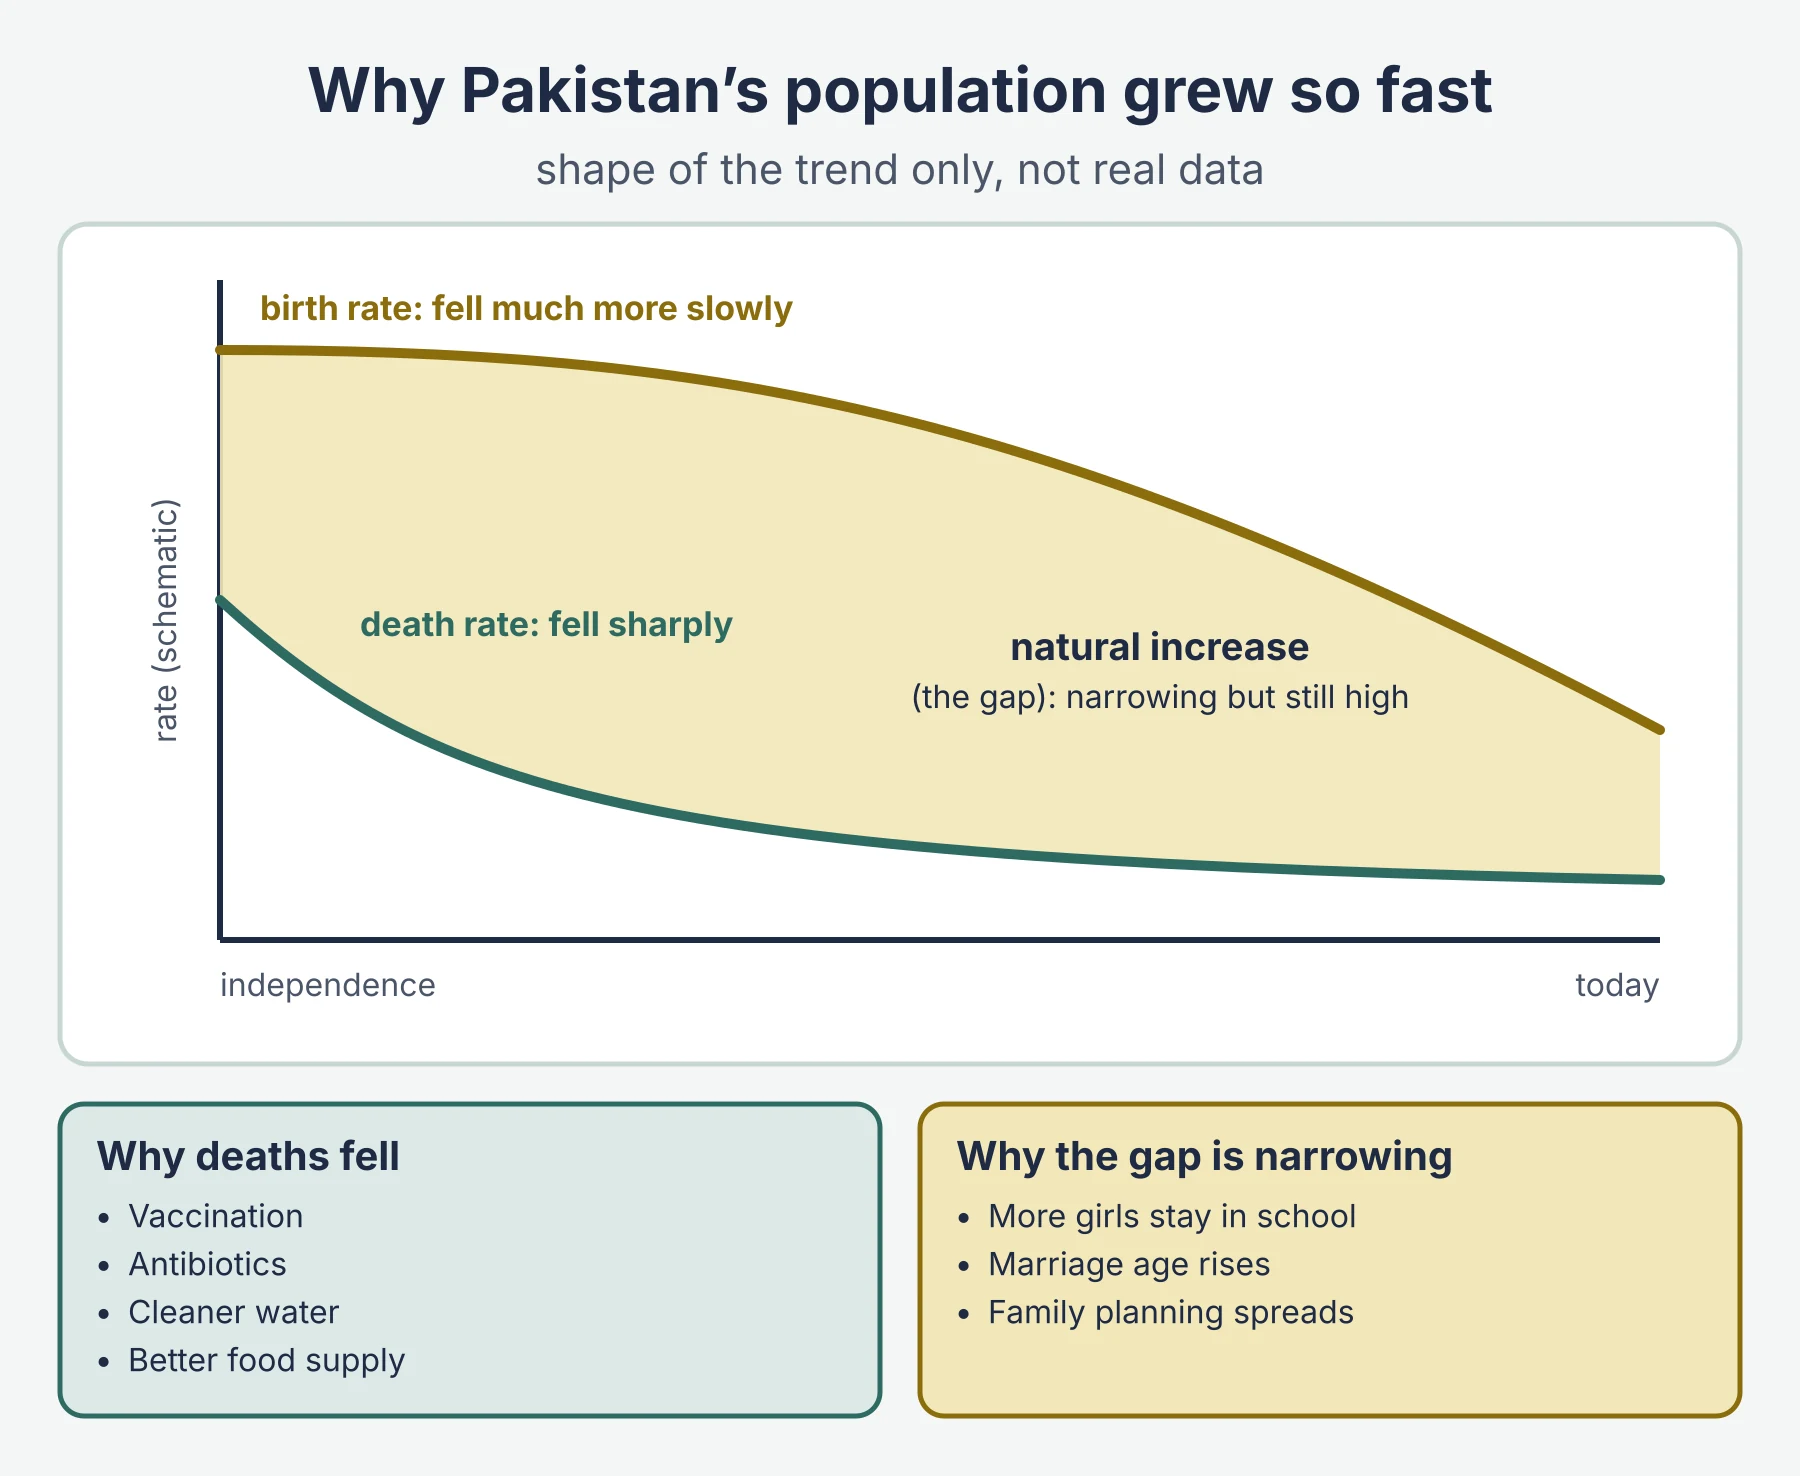 Why Pakistan’s population grew so fast
shape of the trend only, not real data
birth rate: fell much more slowly
rate (schematic)
death rate: fell sharply
natural increase
(the gap): narrowing but still high
independence
today
Why deaths fell
• Vaccination
• Antibiotics
• Cleaner water
• Better food supply
Why the gap is narrowing
• More girls stay in school
• Marriage age rises
• Family planning spreads